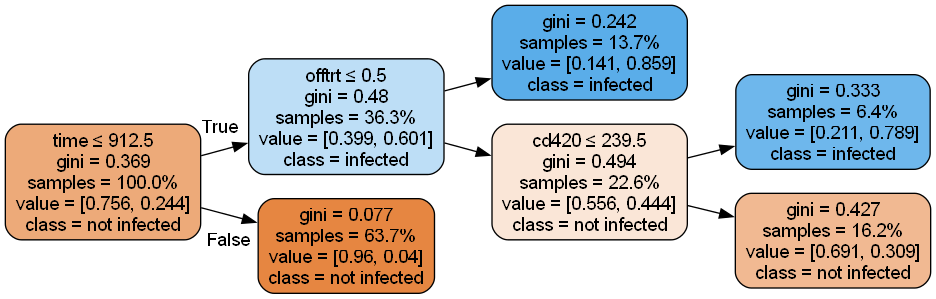 time ≤ 912.5
gini = 0.369
samples = 100.0%
value = [0.756, 0.244]
class = not infected
True
False
offtrt ≤ 0.5
gini = 0.48
samples = 36.3%
value = [0.399, 0.601]
class = infected
gini = 0.077
samples = 63.7%
value = [0.96, 0.04]
class = not infected
gini = 0.242
samples = 13.7%
value = [0.141, 0.859]
class = infected
cd420 ≤ 239.5
gini = 0.494
samples = 22.6%
value = [0.556, 0.444]
class = not infected
gini = 0.333
samples = 6.4%
value = [0.211, 0.789]
class = infected
gini = 0.427
samples = 16.2%
value = [0.691, 0.309]
class = not infected